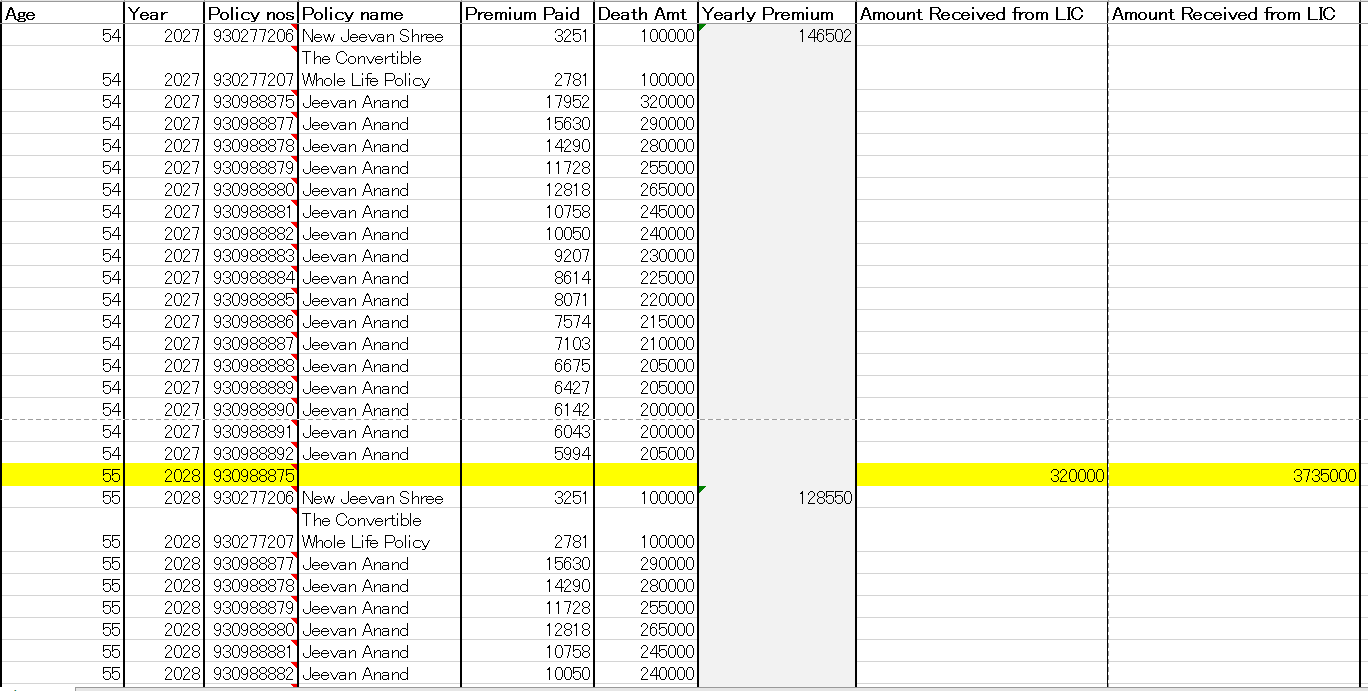 Age Year Policy nos Policy name Premium Paid Death Amt Yearly Premium Amount Received from LIC Amount Received from LIC
54 2027 930277206 New Jeevan Shree 3251 100000 146502
The Convertible
54 2027 930277207 Whole Life Policy 2781 100000
54 2027 930988875 Jeevan Anand 17952 320000
54 2027 930988877 Jeevan Anand 15630 290000
54 2027 930988878 Jeevan Anand 14290 280000
54 2027 930988879 Jeevan Anand 11728 255000
54 2027 930988880 Jeevan Anand 12818 265000
54 2027 930988881 Jeevan Anand 10758 245000
54 2027 930988882 Jeevan Anand 10050 240000
54 2027 930988883 Jeevan Anand 9207 230000
54 2027 930988884 Jeevan Anand 8614 225000
54 2027 930988885 Jeevan Anand 8071 220000
54 2027 930988886 Jeevan Anand 7574 215000
54 2027 930988887 Jeevan Anand 7103 210000
54 2027 930988888 Jeevan Anand 6675 205000
54 2027 930988889 Jeevan Anand 6427 205000
54 2027 930988890 Jeevan Anand 6142 200000
54 2027 930988891 Jeevan Anand 6043 200000
54 2027 930988892 Jeevan Anand 5994 205000
55 2028 930988875 320000 3735000
55 2028 930277206 New Jeevan Shree 3251 100000 128550
The Convertible
55 2028 930277207 Whole Life Policy 2781 100000
55 2028 930988877 Jeevan Anand 15630 290000
55 2028 930988878 Jeevan Anand 14290 280000
55 2028 930988879 Jeevan Anand 11728 255000
55 2028 930988880 Jeevan Anand 12818 265000
55 2028 930988881 Jeevan Anand 10758 245000
55 2028 930988882 Jeevan Anand 10050 240000